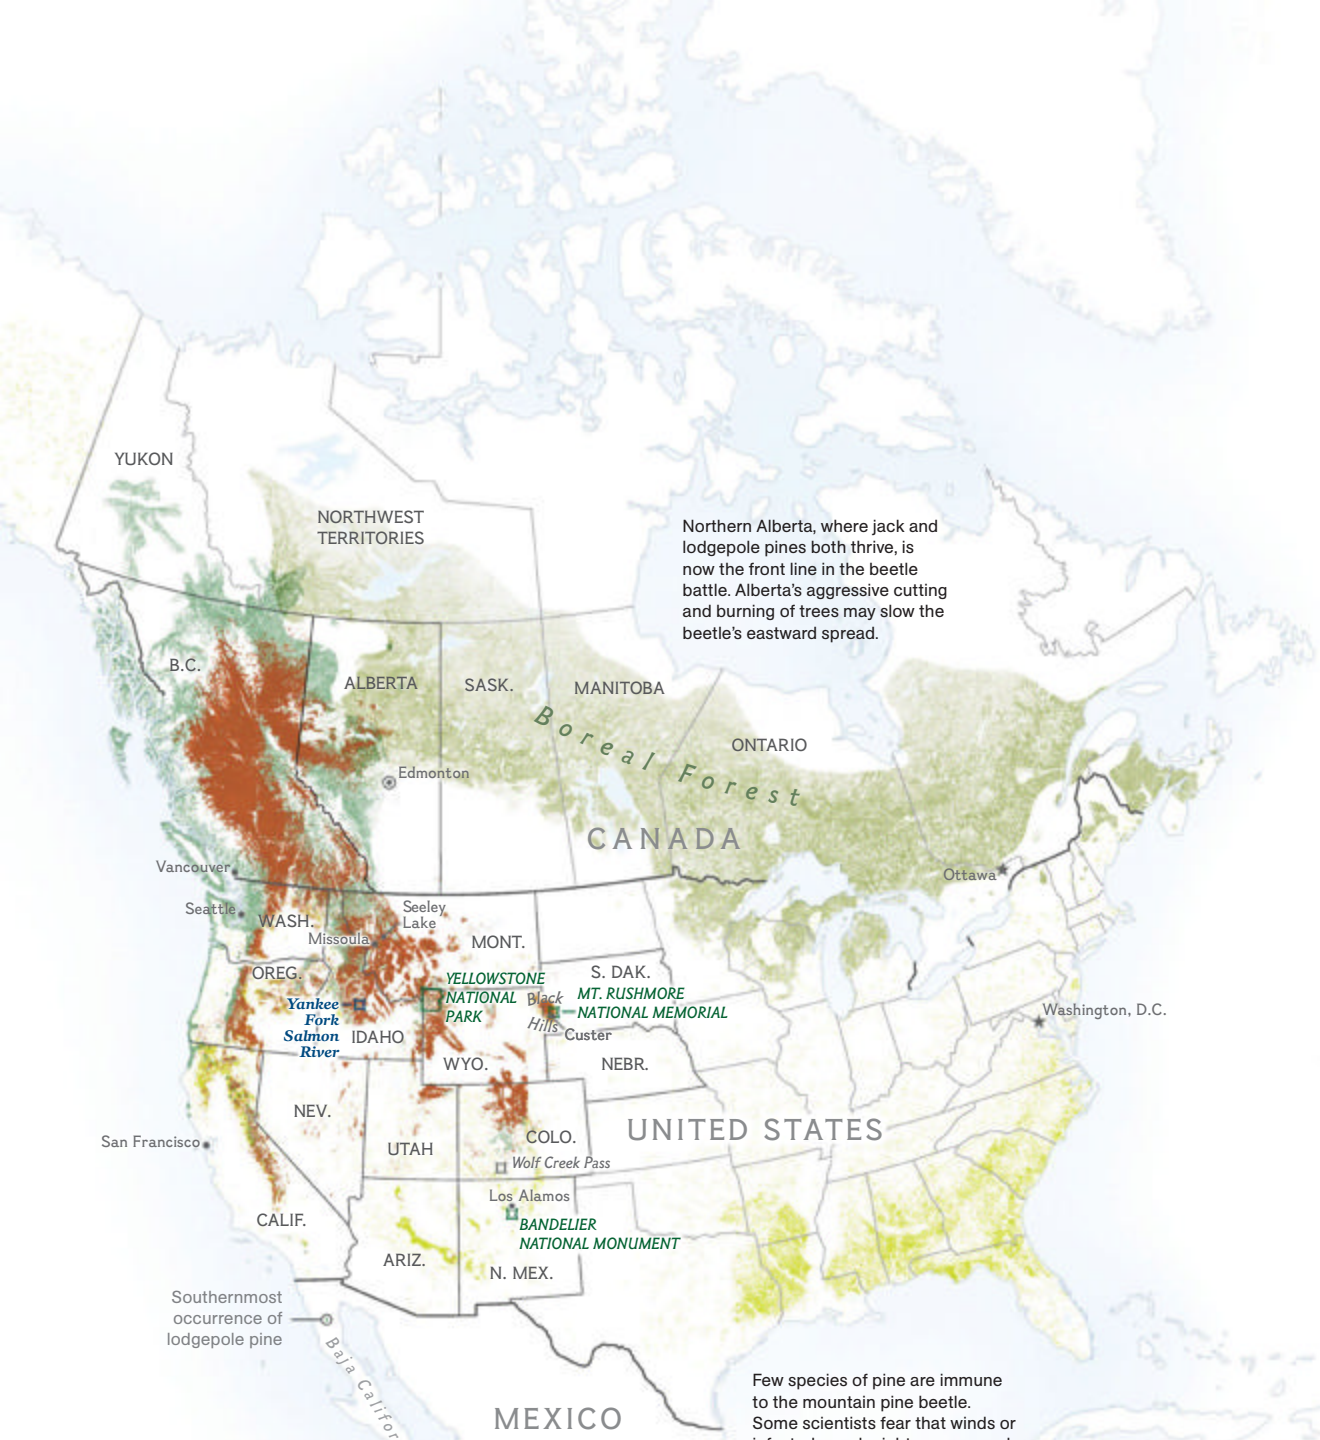 YUKON
NORTHWEST
TERRITORIES
Northern Alberta, where jack and
lodgepole pines both thrive, is
now the front line in the beetle
battle. Alberta’s aggressive cutting
and burning of trees may slow the
beetle’s eastward spread.
B.C.
ALBERTA
SASK.
MANITOBA
ONTARIO
Boreal Forest
Edmonton
CANADA
Vancouver
Ottawa
Seattle
WASH.
Seeley
Lake
Missoula
MONT.
OREG.
S. DAK.
YELLOWSTONE
NATIONAL
PARK
Black
Hills
MT. RUSHMORE
NATIONAL MEMORIAL
Custer
Yankee
Fork
Salmon
River
IDAHO
Washington, D.C.
WYO.
NEBR.
NEV.
UNITED STATES
San Francisco
UTAH
COLO.
Wolf Creek Pass
Los Alamos
CALIF.
BANDELIER
NATIONAL MONUMENT
ARIZ.
N. MEX.
Southernmost
occurrence of
lodgepole pine
Baja Califor
MEXICO
Few species of pine are immune
to the mountain pine beetle.
Some scientists fear that winds or